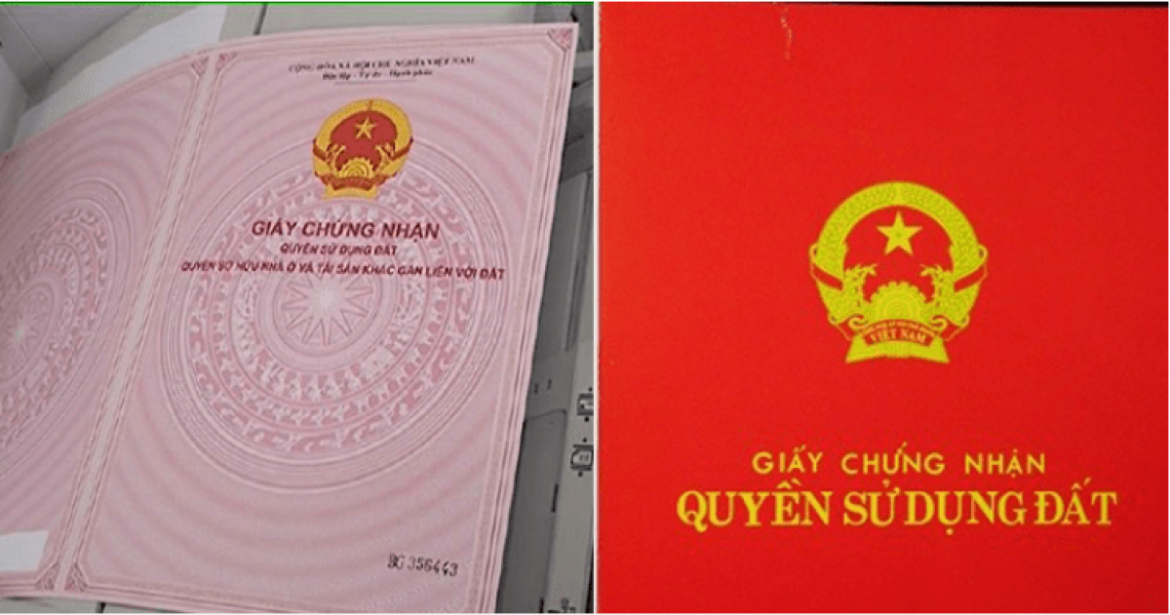 CỘNG HÒA XÃ HỘI CHỦ NGHĨA VIỆT NAM
Độc lập - Tự do - Hạnh phúc
GIẤY CHỨNG NHẬN
QUYỀN SỬ DỤNG ĐẤT
QUYỀN SỞ HỮU NHÀ Ở VÀ TÀI SẢN KHÁC GẮN LIỀN VỚI ĐẤT
BG 356443
VIỆT NAM
GIẤY CHỨNG NHẬN
QUYỀN SỬ DỤNG ĐẤT